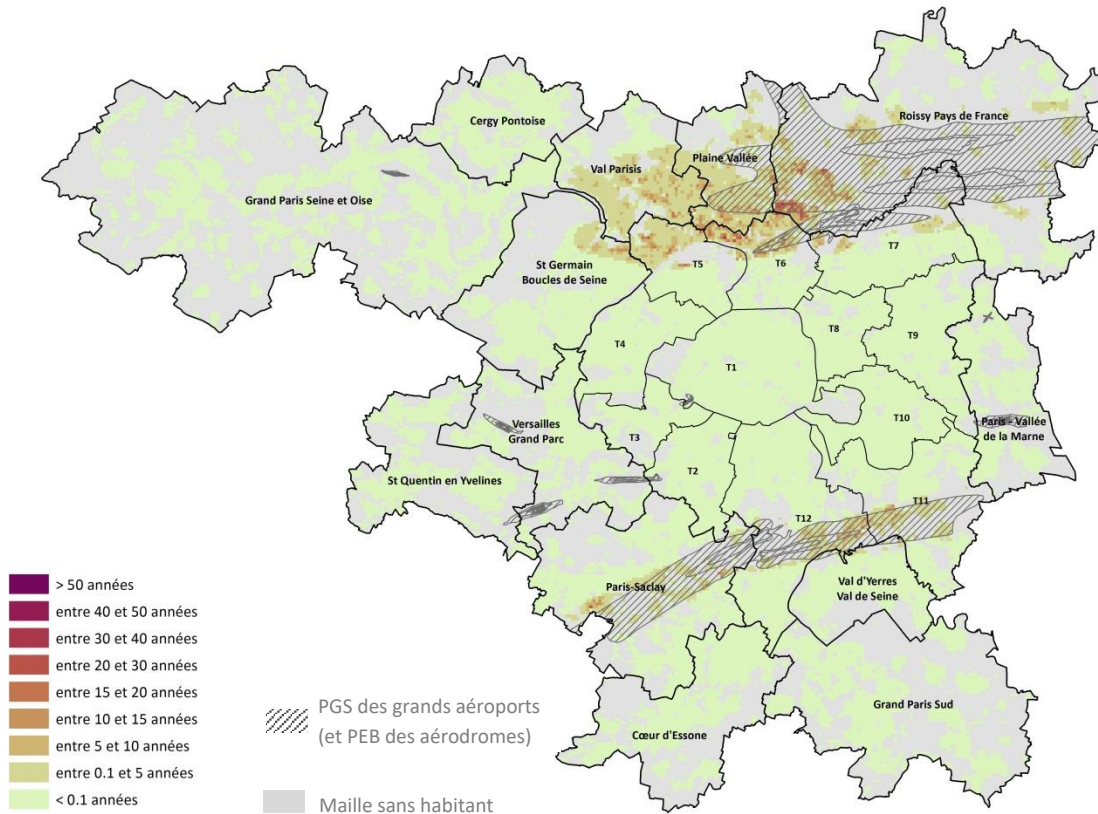 Cergy Pontoise
Roissy Pays de France
Plaine Vallée
Val Parisis
Grand Paris Seine et Oise
T7
T5
T6
St Germain
Boucles de Seine
T8
T9
T4
T1
T10
Versailles
Grand Parc
T3
Paris - Vallée
de la Marne
T2
St Quentin en Yvelines
T11
T12
Paris-Saclay
Val d'Yerres
Val de Seine
Grand Paris Sud
Cœur d'Essone
> 50 années
entre 40 et 50 années
entre 30 et 40 années
entre 20 et 30 années
entre 15 et 20 années
entre 10 et 15 années
entre 5 et 10 années
entre 0.1 et 5 années
< 0.1 années
PGS des grands aéroports
(et PEB des aérodromes)
Maille sans habitant